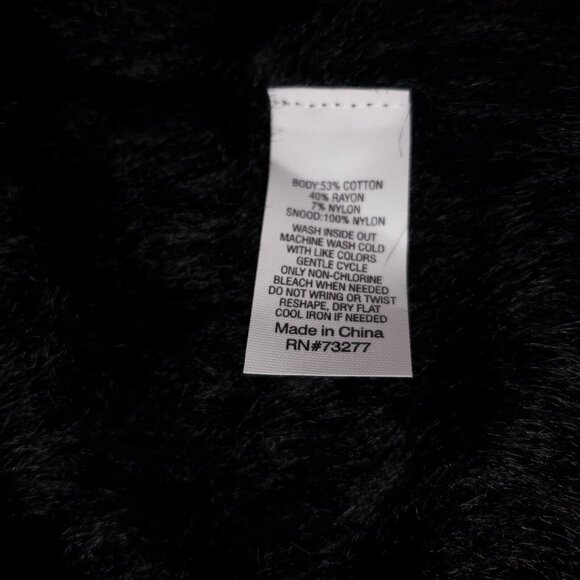 BODY:53% COTTON
40% RAYON
7% NYLON
SNOOD:100% NYLON
WASH INSIDE OUT
MACHINE WASH COLD
WITH LIKE COLORS
GENTLE CYCLE
ONLY NON-CHLORINE
BLEACH WHEN NEEDED
DO NOT WRING OR TWIST
RESHAPE, DRY FLAT
COOL IRON IF NEEDED
Made in China
RN#73277